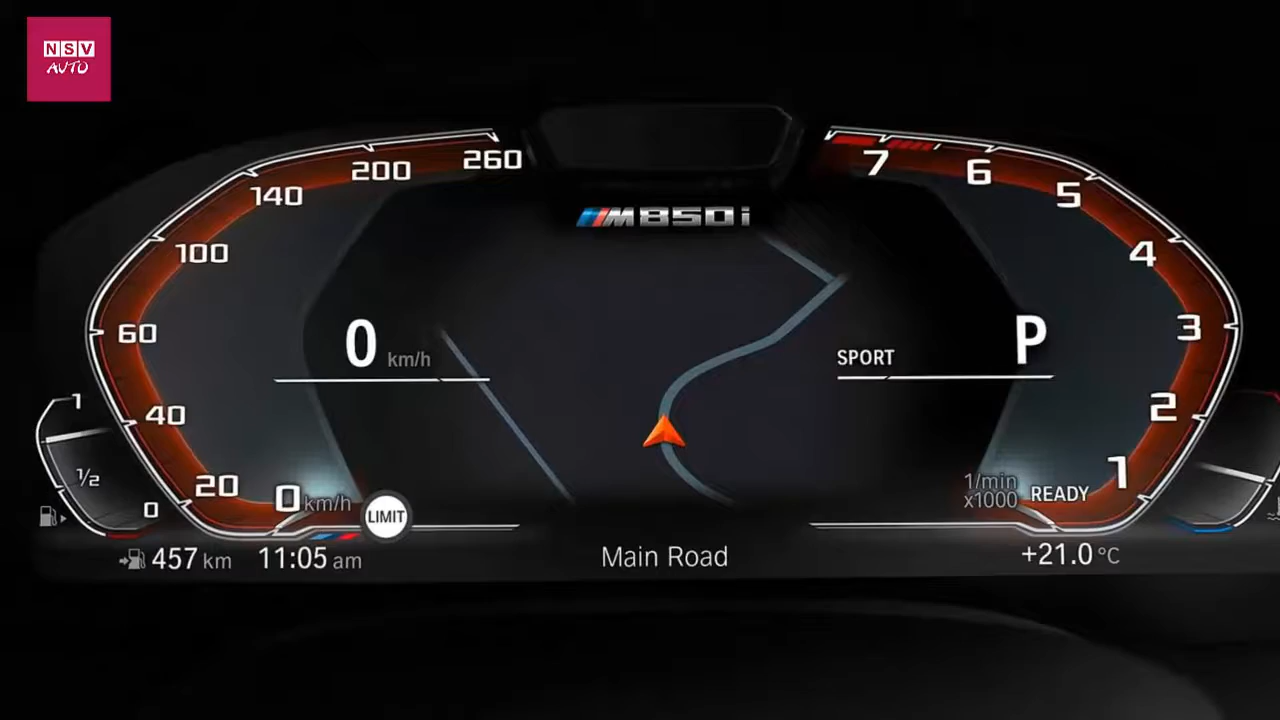 NSV
AUTO
260
200
140
100
60
40
20
0 km/h
M850i
7
6
5
4
3
2
1
0 km/h
SPORT
P
1
1/2
0
LIMIT
1/min
x1000
READY
457 km
11:05 am
Main Road
+21.0 °C